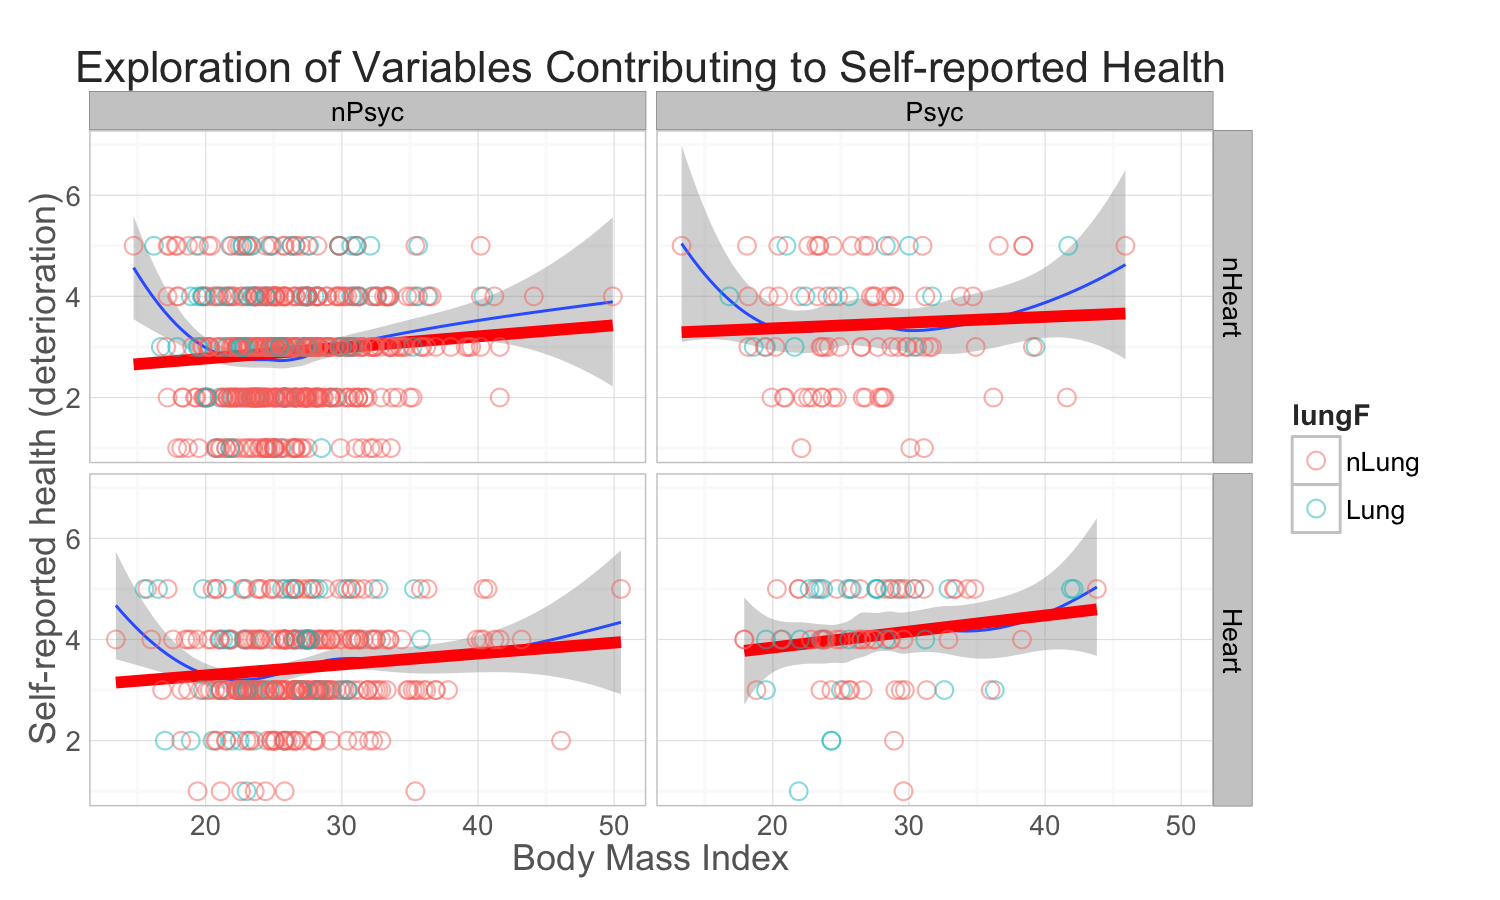 Exploration of Variables Contributing to Self-reported Health
nPsyc
Psyc
Self-reported health (deterioration)
6
4
2
nHeart
6
4
2
Heart
20
30
40
50
20
30
40
50
Body Mass Index
lungF
nLung
Lung